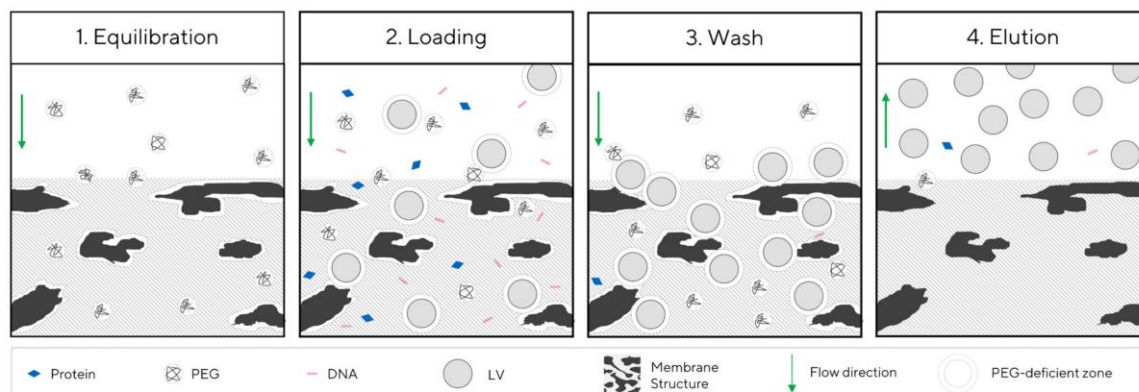 1. Equilibration
2. Loading
3. Wash
4. Elution
Protein
PEG
DNA
LV
Membrane
Structure
Flow direction
PEG-deficient zone